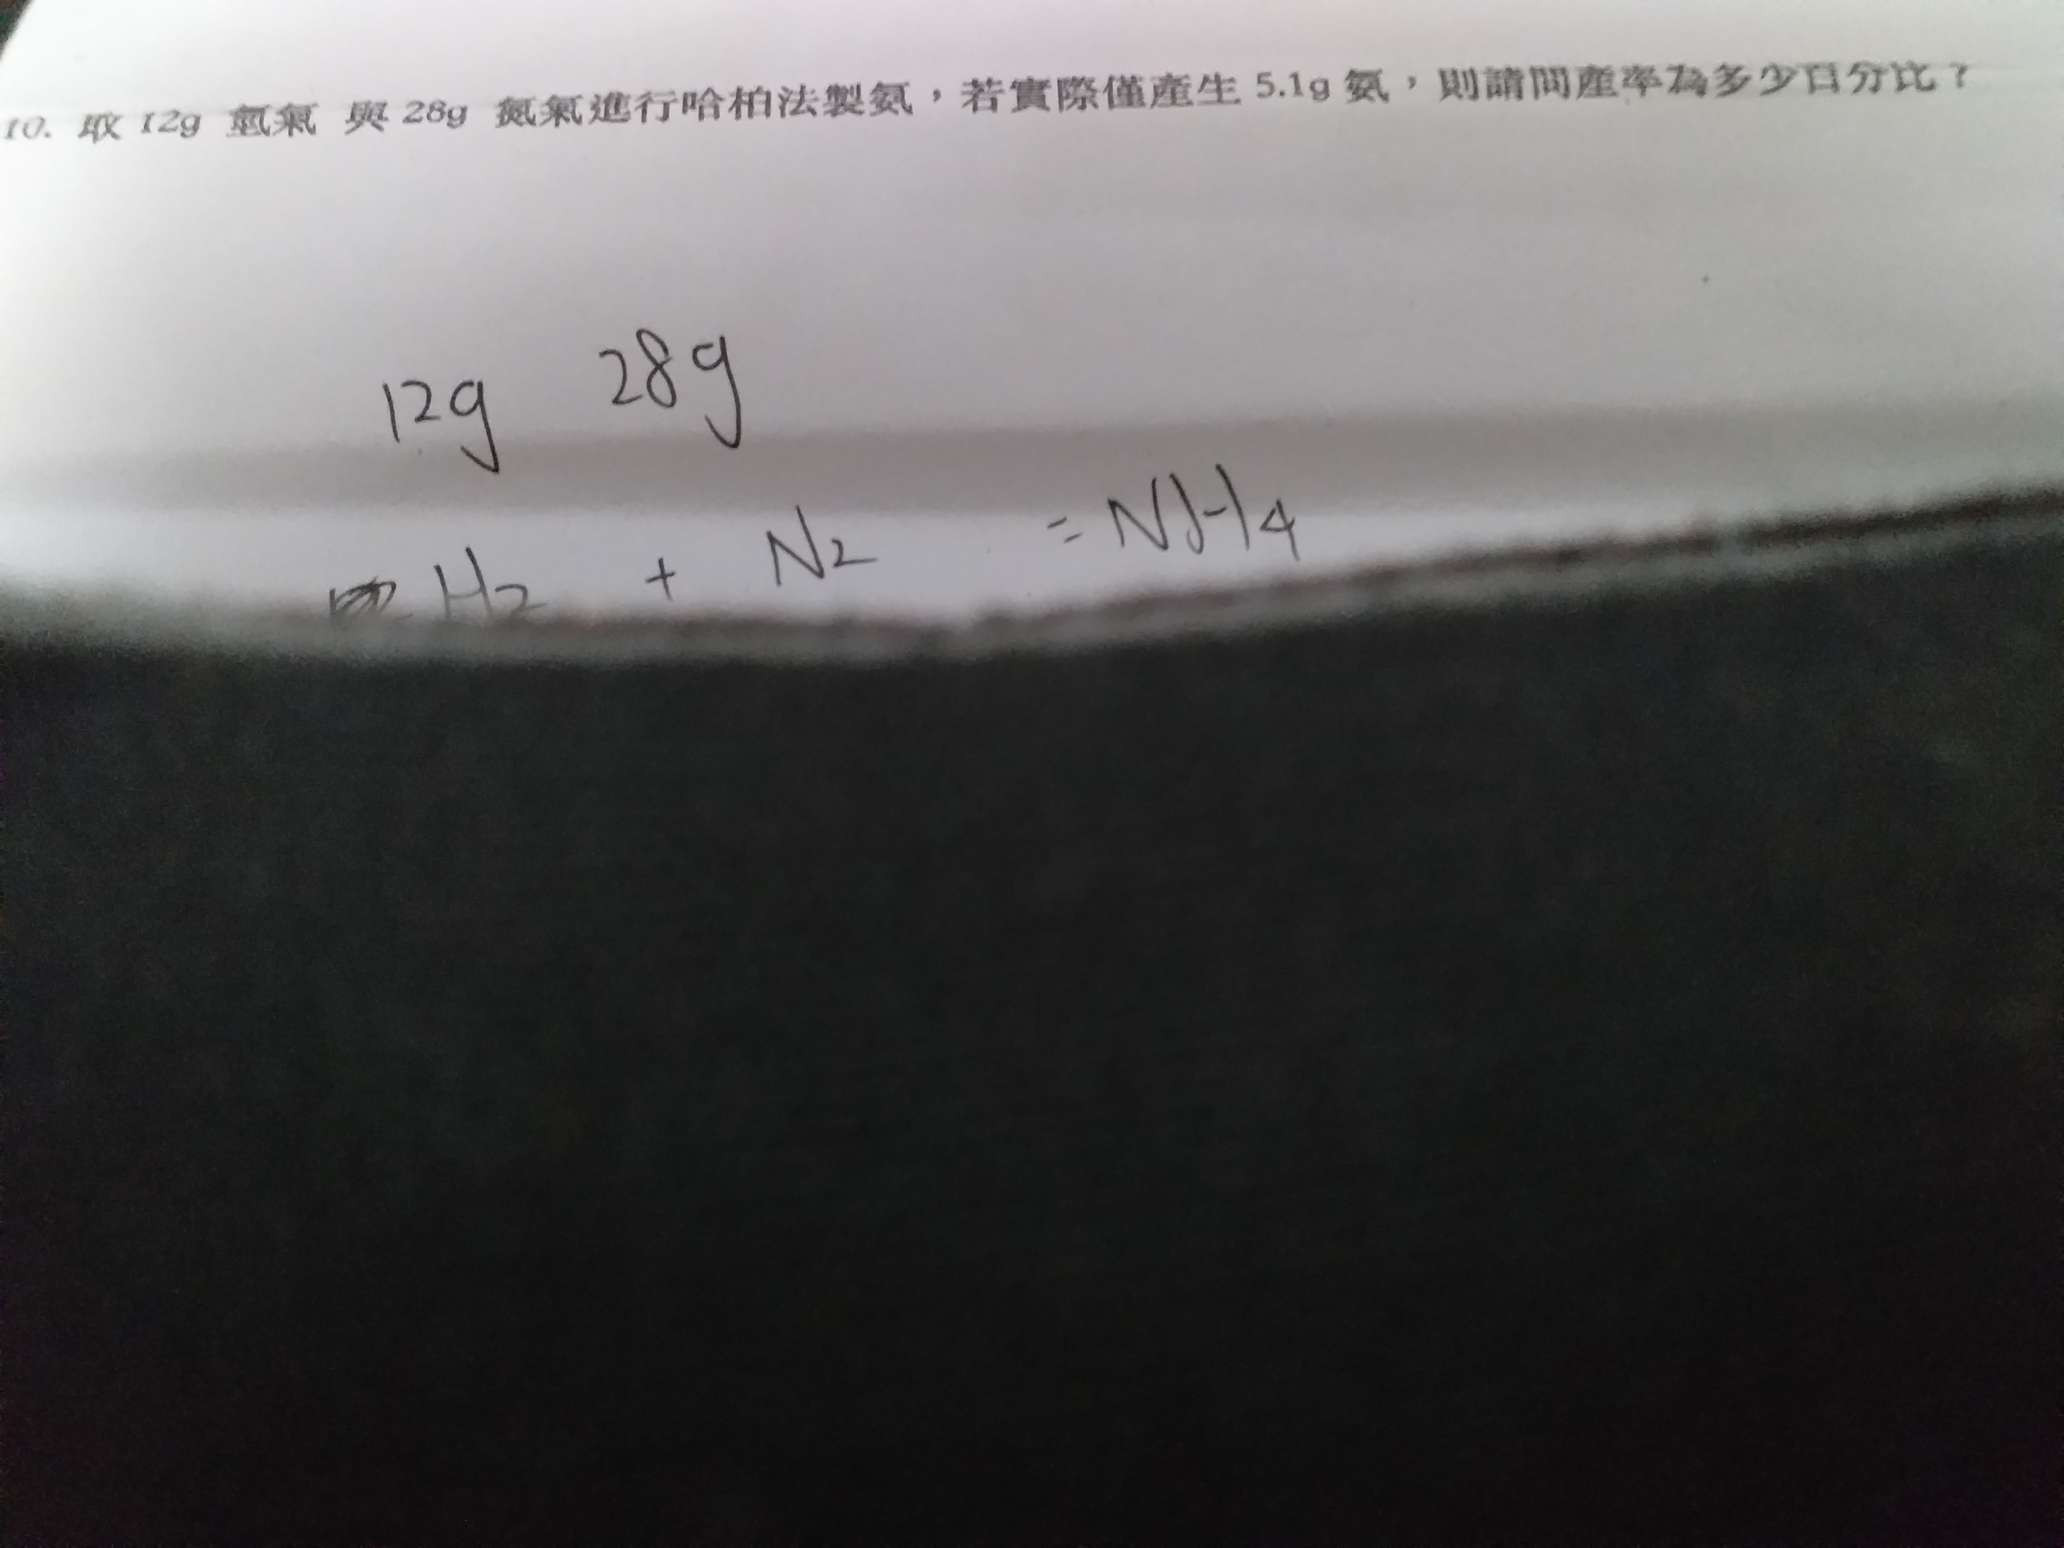 10. 取 12g 氫氣 與 28g 氮氣進行哈柏法製氨，若實際僅產生 5.1g 氨，則請問產率為多少百分比？
12g 28g
H2 + N2 = NH4